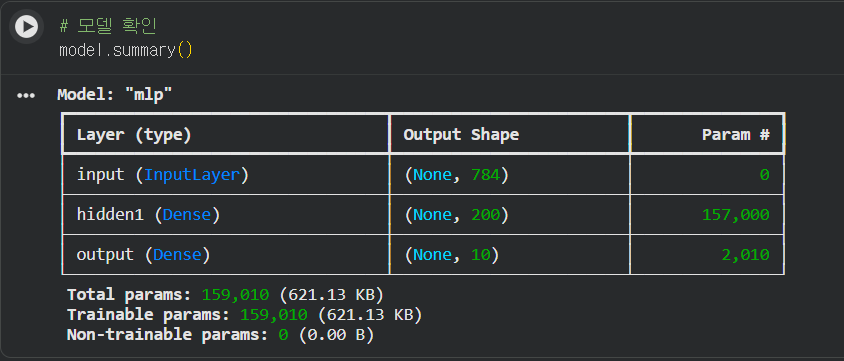 # 모델 확인
model.summary()
Model: "mlp"
Layer (type) Output Shape Param #
input (InputLayer) (None, 784) 0
hidden1 (Dense) (None, 200) 157,000
output (Dense) (None, 10) 2,010
Total params: 159,010 (621.13 KB)
Trainable params: 159,010 (621.13 KB)
Non-trainable params: 0 (0.00 B)